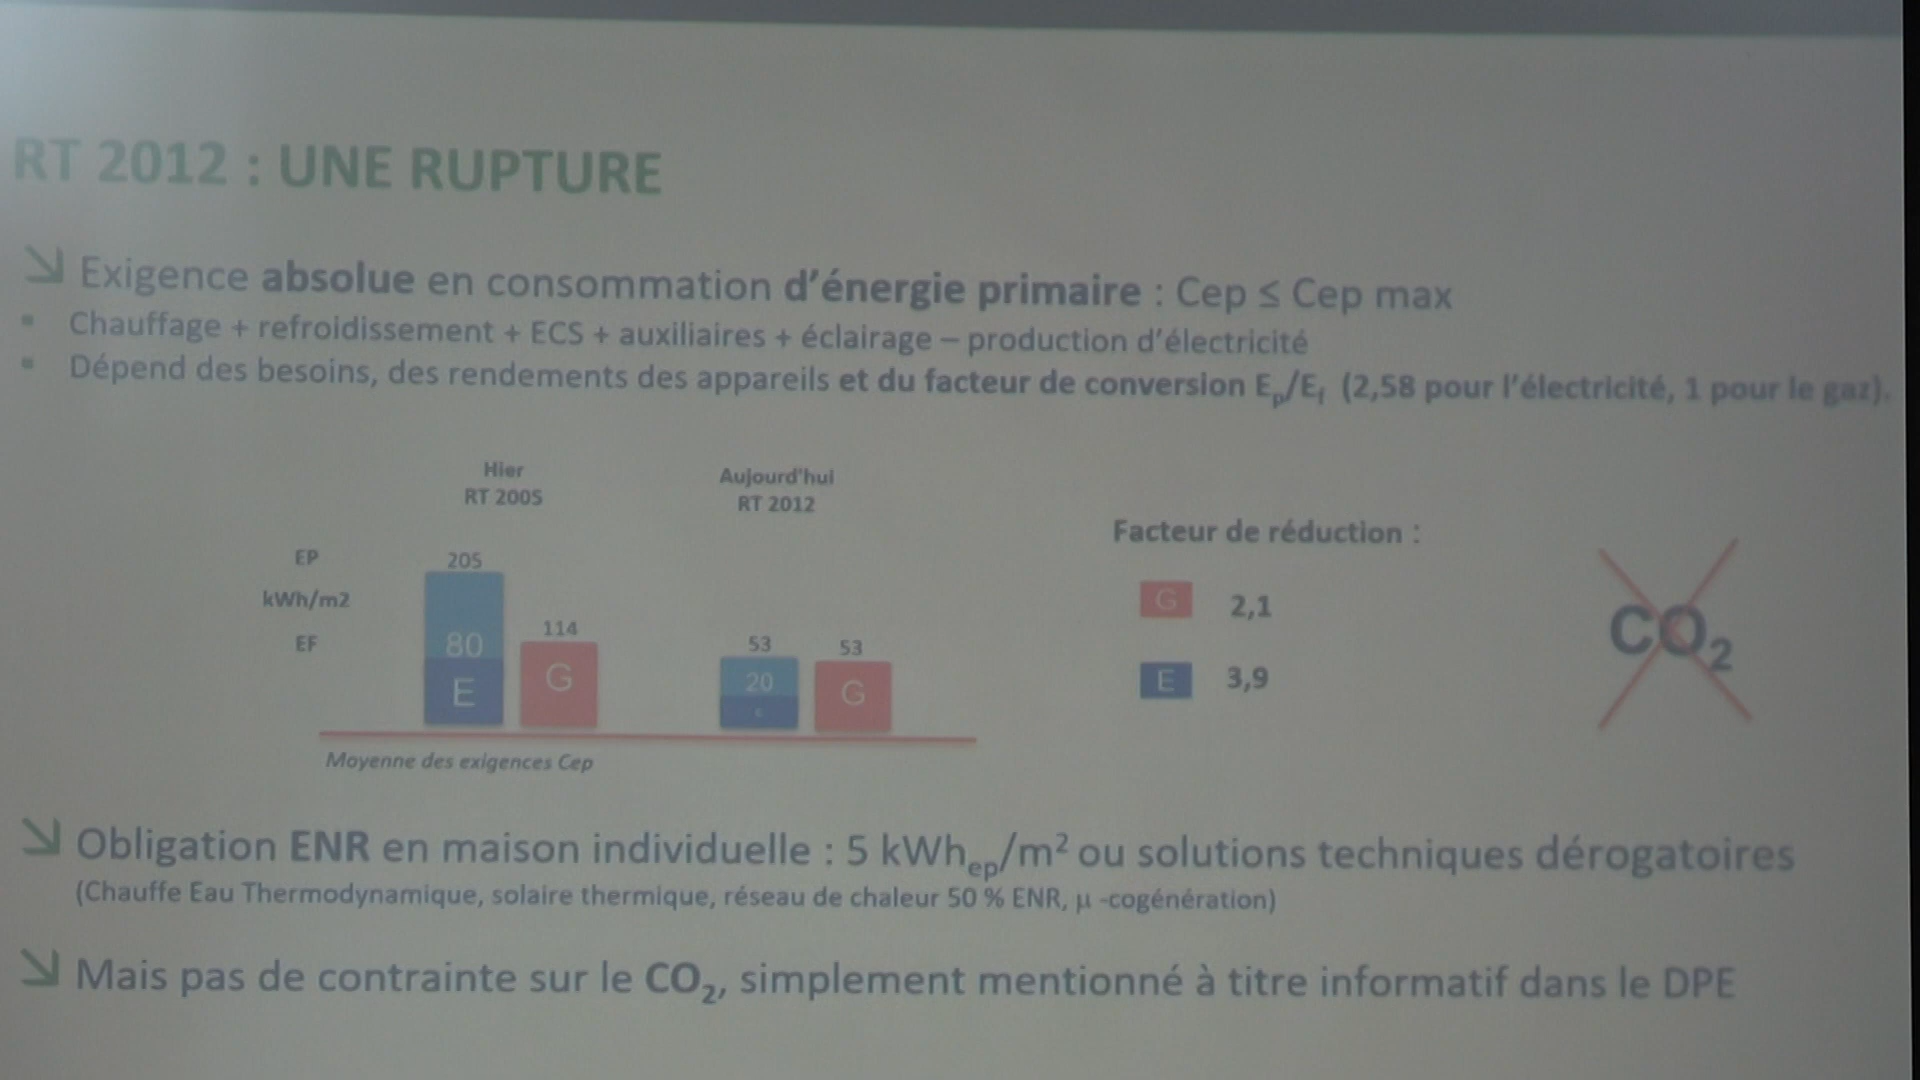 RT 2012 : UNE RUPTURE
Exigence absolue en consommation d'énergie primaire : Cep ≤ Cep max
Chauffage + refroidissement + ECS + auxiliaires + éclairage – production d'électricité
Dépend des besoins, des rendements des appareils et du facteur de conversion Ep/Ef (2,58 pour l'électricité, 1 pour le gaz).
Hier
RT 2005
Aujourd'hui
RT 2012
EP
kWh/m2
EF
205
80
E
114
G
53
20
53
G
Moyenne des exigences Cep
Facteur de réduction :
G 2,1
E 3,9
CO₂
Obligation ENR en maison individuelle : 5 kWhep/m² ou solutions techniques dérogatoires
(Chauffe Eau Thermodynamique, solaire thermique, réseau de chaleur 50 % ENR, µ -cogénération)
Mais pas de contrainte sur le CO₂, simplement mentionné à titre informatif dans le DPE